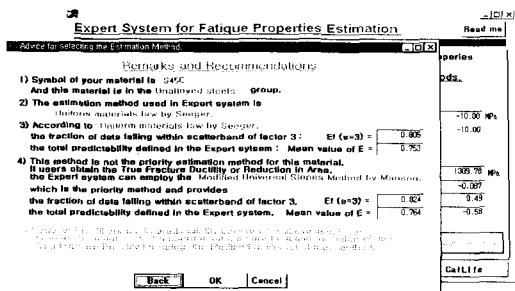 Expert System for Fatique Properties Estimation
Read me
Advice for selecting the Estimation Method.
Remarks and Recommendations
1) Symbol of your material is S45C
And this material is in the Unalloyed steels group.
2) The estimation method used in Expert system is
Uniform materials law by Seeger.
3) According to Uniform materials law by Seeger,
the fraction of data falling within scatterband of factor 3 : Ef (s=3) = 0.805
the total predictability defined in the Expert sytsem : Mean value of E = 0.753
4) This method is not the priority estimation method for this material.
If users obtain the True Fracture Ductility or Reduction in Area,
the Expert system can employ the Modified Universal Slopes Method by Manson,
which is the priority method and provides
the fraction of data falling within scatterband of factor 3, Ef (s=3) = 0.824
the total predictability defined in the Expert system, Mean value of E = 0.764
Back OK Cancel
operies
ods.
-10.00 MPa
-10.00
1309.78 MPa
-0.087
0.49
-0.58
CalLife